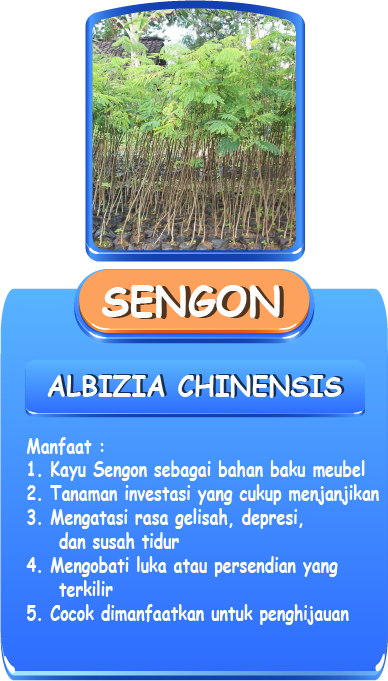 SENGON
ALBIZIA CHINENSIS
Manfaat :
1. Kayu Sengon sebagai bahan baku meubel
2. Tanaman investasi yang cukup menjanjikan
3. Mengatasi rasa gelisah, depresi,
dan susah tidur
4. Mengobati luka atau persendian yang
terkilir
5. Cocok dimanfaatkan untuk penghijauan